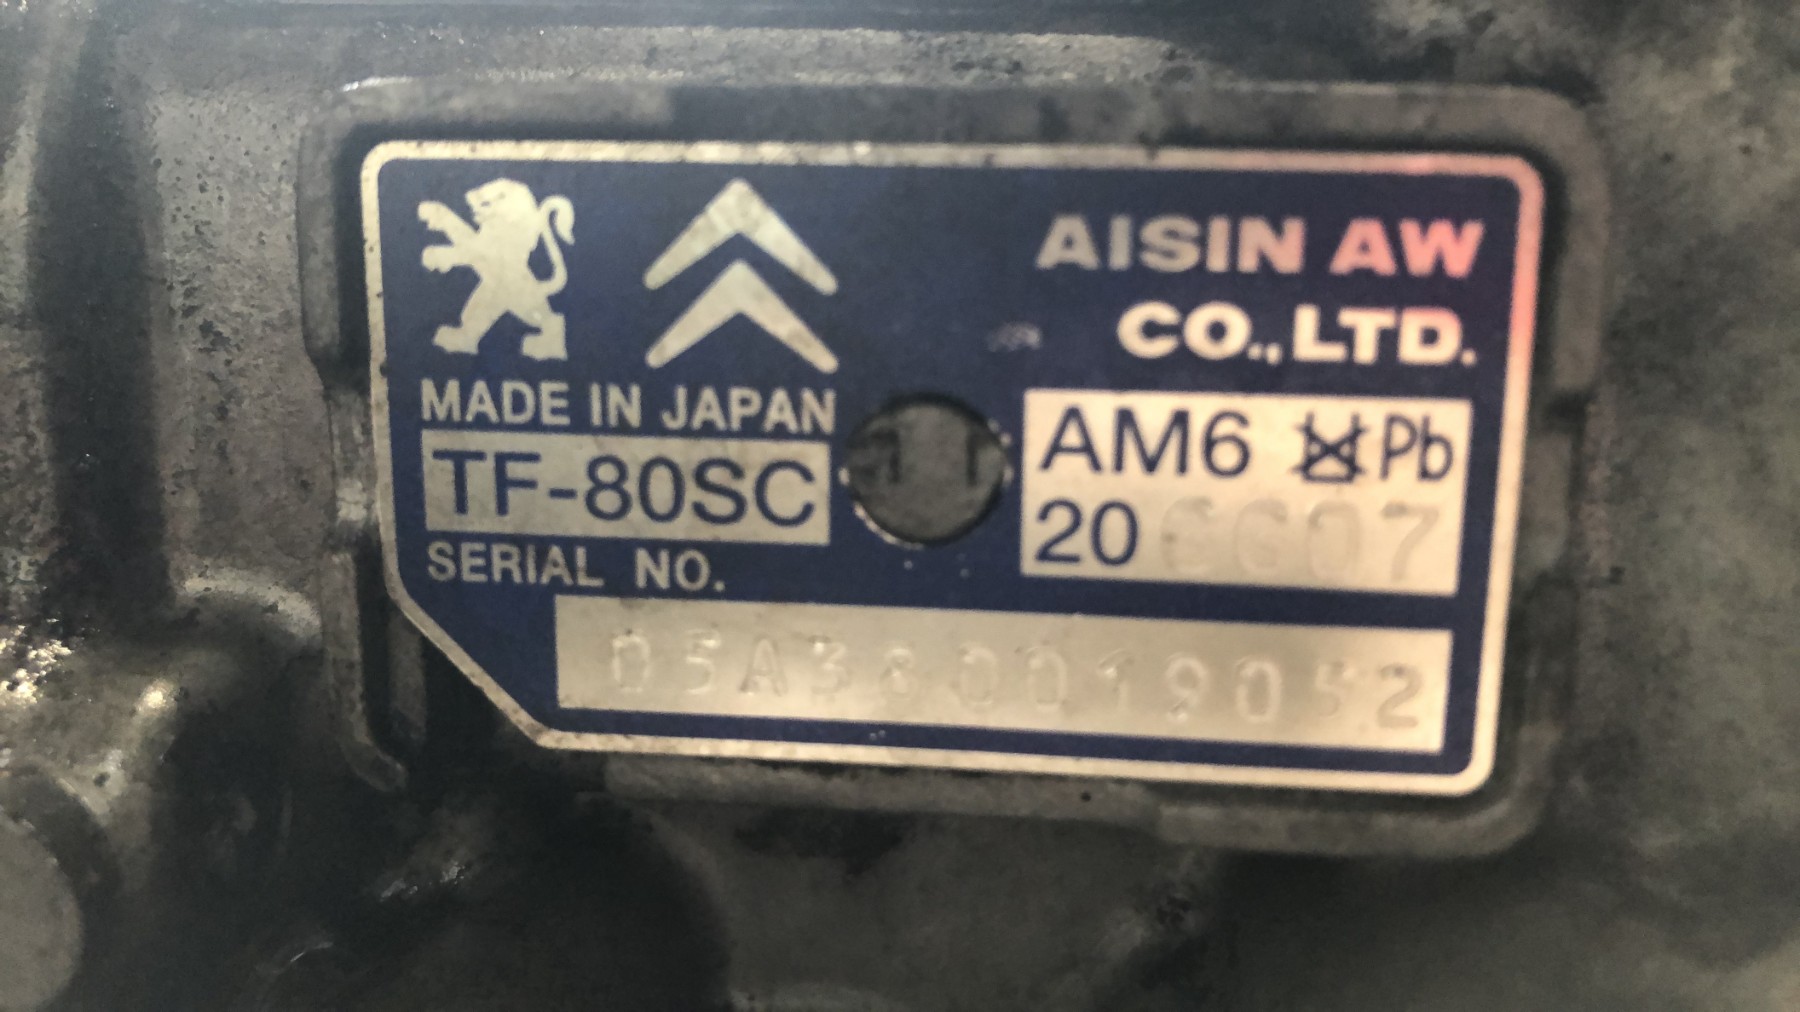 AISIN AW
CO.,LTD.
MADE IN JAPAN
TF-80SC
AM6 Pb
20
SERIAL NO.